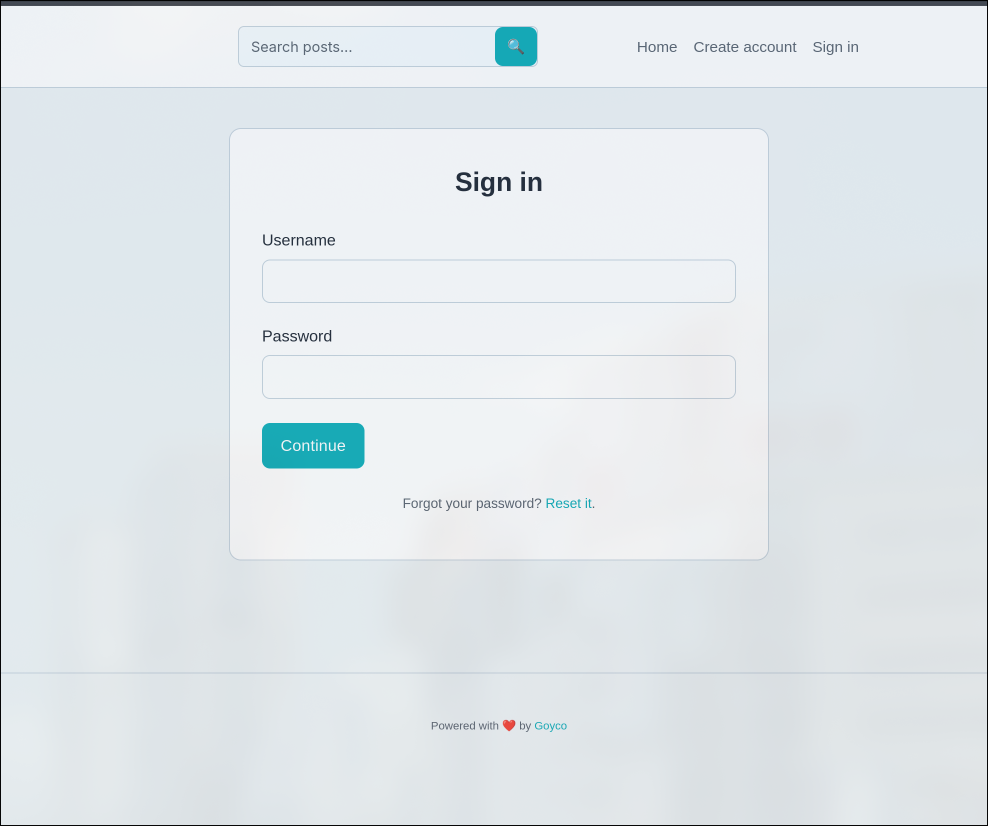 Search posts...
🔍
Home Create account Sign in
Sign in
Username
Password
Continue
Forgot your password? Reset it.
Powered with ❤️ by Goyco